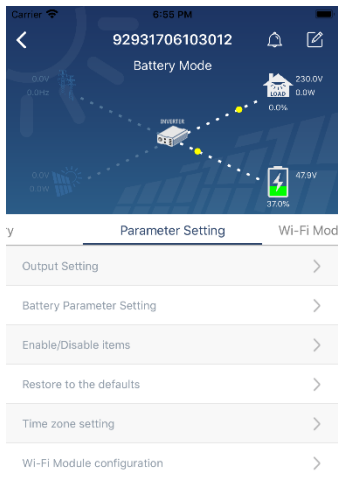 Carrier 6:55 PM
92931706103012
Battery Mode
0.0V
0.0Hz
230.0V
LOAD 0.0W
0.0%
INVERTER
0.0V
0.0W
47.9V
37.0%
y Parameter Setting Wi-Fi Mod
Output Setting
Battery Parameter Setting
Enable/Disable items
Restore to the defaults
Time zone setting
Wi-Fi Module configuration